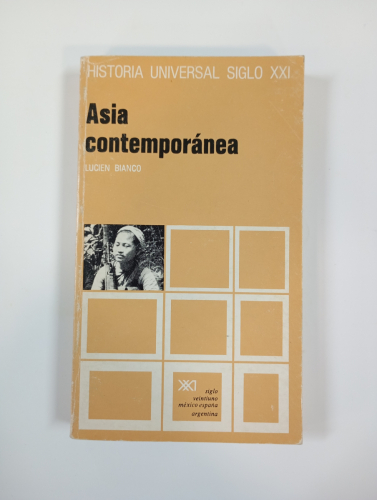 HISTORIA UNIVERSAL SIGLO XXI
Asia
contemporánea
LUCIEN BIANCO
XXI
siglo
veintiuno
méxico españa
argentina